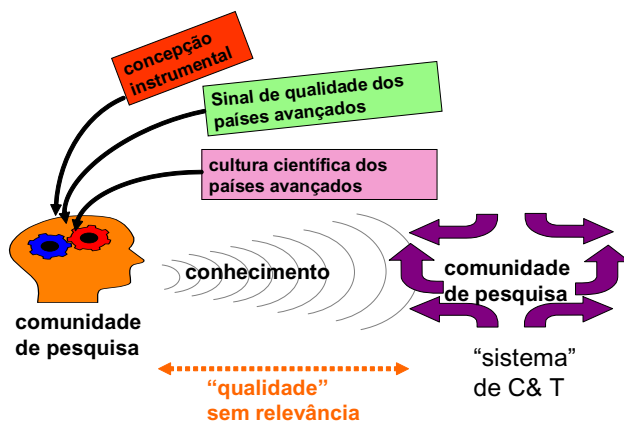 concepção
instrumental
Sinal de qualidade dos
países avançados
cultura científica dos
países avançados
conhecimento
comunidade
de pesquisa
comunidade
de pesquisa
"qualidade"
sem relevância
"sistema"
de C& T